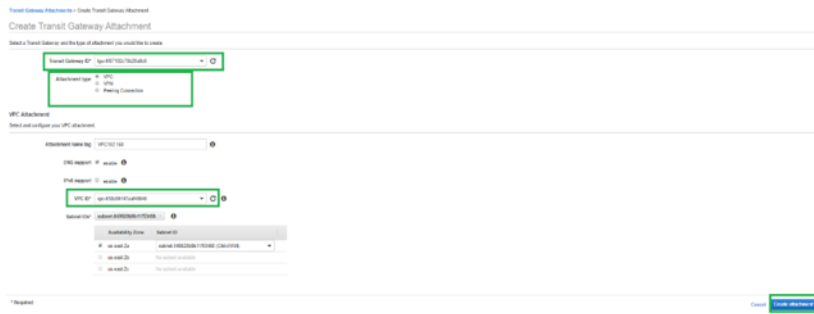 Transit Gateway Attachments > Create Transit Gateway Attachment
Create Transit Gateway Attachment
Select a Transit Gateway and the type of attachment you would like to create.
Transit Gateway ID*
Attachment type VPC
VPN
Peering Connection
VPC Attachment
Select and configure your VPC attachment.
Attachment name tag
DNS support enable
IPv6 support enable
VPC ID*
Subnet IDs*
Availability Zone Subnet ID
us-east-2a
us-east-2b No subnet available
us-east-2c No subnet available
* Required
Cancel Create attachment